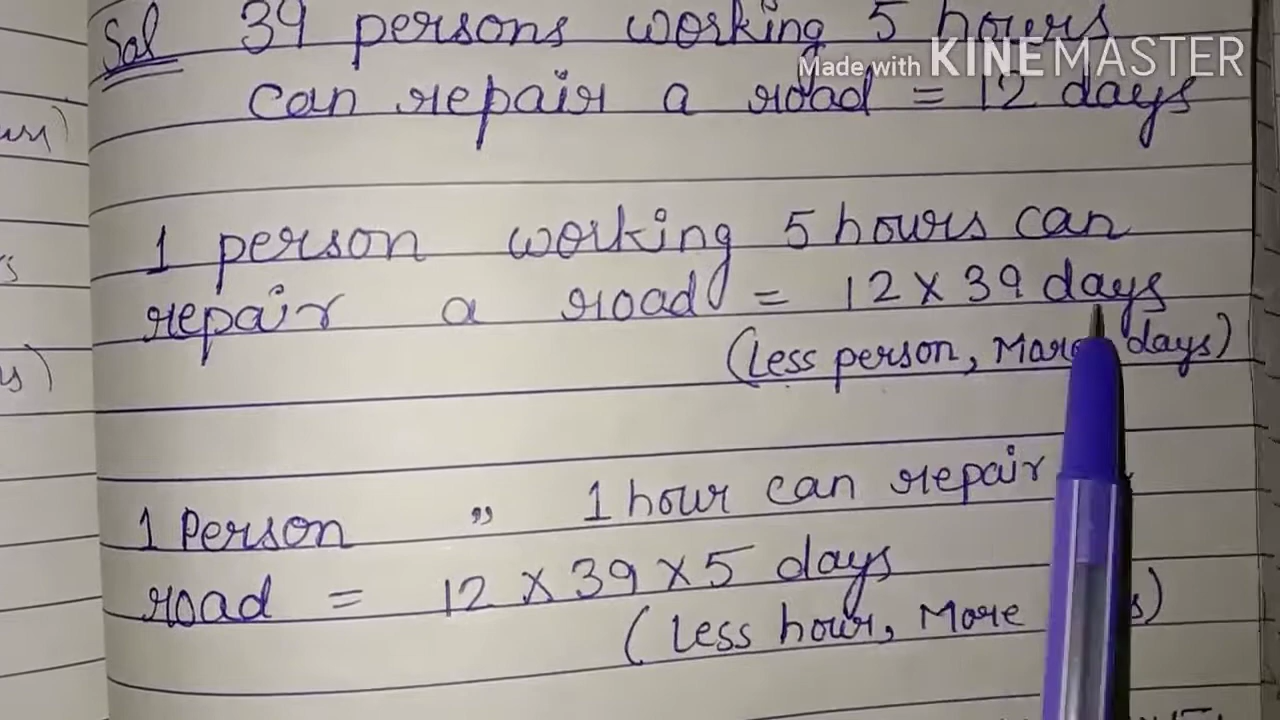 Sol 39 persons working 5 hours
Made with KINEMASTER
can repair a road = 12 days
1 person working 5 hours can
repair a road = 12 x 39 days
(Less person, More days)
1 Person ,, 1 hour can repair
road = 12 x 39 x 5 days
(Less hour, More